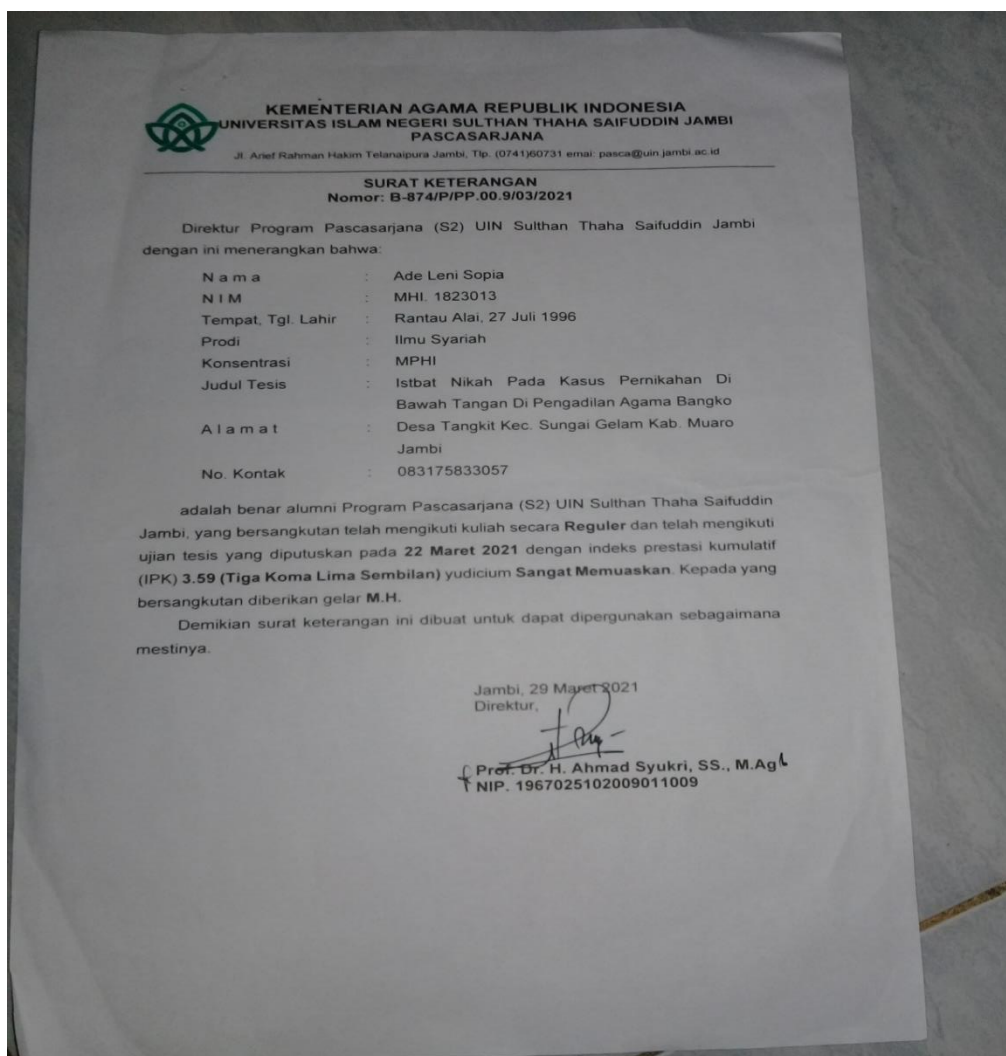 KEMENTERIAN AGAMA REPUBLIK INDONESIA
UNIVERSITAS ISLAM NEGERI SULTHAN THAHA SAIFUDDIN JAMBI
PASCASARJANA
Jl. Arief Rahman Hakim Telanaipura Jambi, Tlp. (0741)60731 emai: pasca@uin.jambi.ac.id
SURAT KETERANGAN
Nomor: B-874/P/PP.00.9/03/2021
Direktur Program Pascasarjana (S2) UIN Sulthan Thaha Saifuddin Jambi
dengan ini menerangkan bahwa:
N a m a : Ade Leni Sopia
N I M : MHI. 1823013
Tempat, Tgl. Lahir : Rantau Alai, 27 Juli 1996
Prodi : Ilmu Syariah
Konsentrasi : MPHI
Judul Tesis : Istbat Nikah Pada Kasus Pernikahan Di
Bawah Tangan Di Pengadilan Agama Bangko
A l a m a t : Desa Tangkit Kec. Sungai Gelam Kab. Muaro
Jambi
No. Kontak : 083175833057
adalah benar alumni Program Pascasarjana (S2) UIN Sulthan Thaha Saifuddin
Jambi, yang bersangkutan telah mengikuti kuliah secara Reguler dan telah mengikuti
ujian tesis yang diputuskan pada 22 Maret 2021 dengan indeks prestasi kumulatif
(IPK) 3.59 (Tiga Koma Lima Sembilan) yudicium Sangat Memuaskan. Kepada yang
bersangkutan diberikan gelar M.H.
Demikian surat keterangan ini dibuat untuk dapat dipergunakan sebagaimana
mestinya.
Jambi, 29 Maret 2021
Direktur,
Prof. Dr. H. Ahmad Syukri, SS., M.Ag
NIP. 1967025102009011009